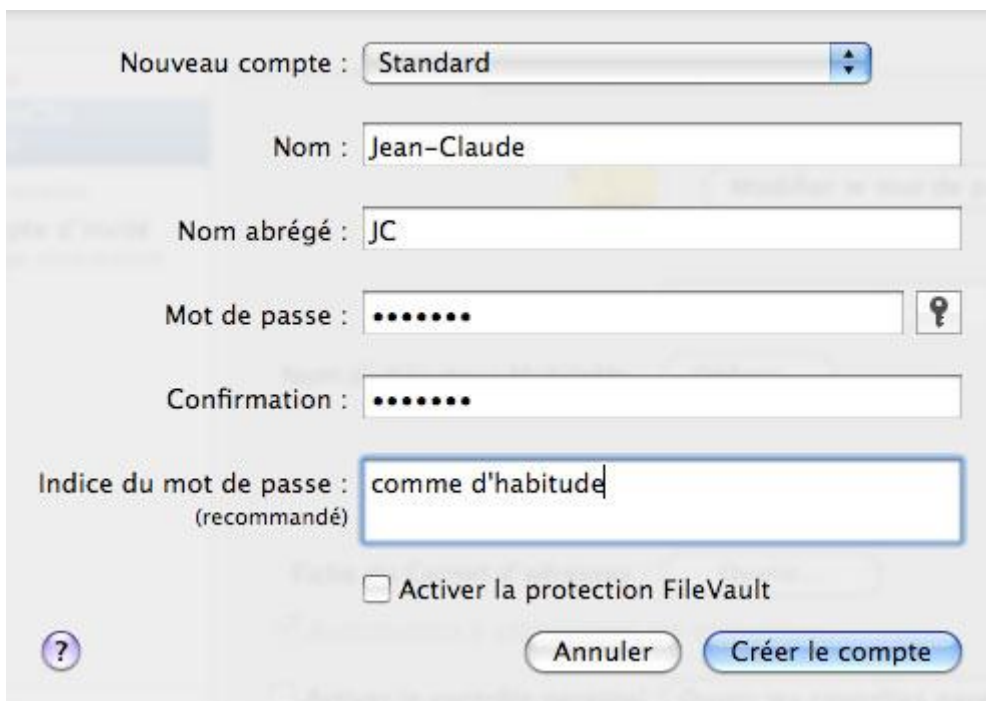 Nouveau compte : Standard
Nom : Jean-Claude
Nom abrégé : JC
Mot de passe : •••••••
Confirmation : •••••••
Indice du mot de passe : comme d'habitude
(recommandé)
Activer la protection FileVault
? Annuler Créer le compte